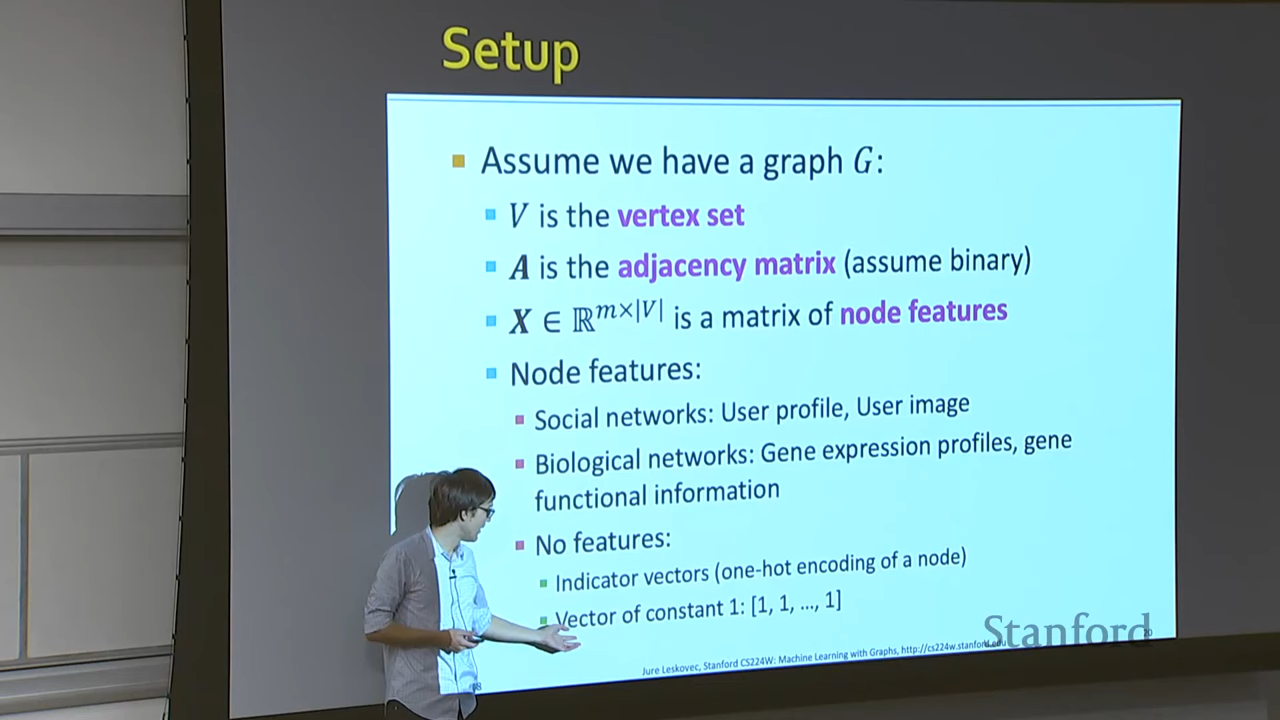 Setup
Assume we have a graph G:
V is the vertex set
A is the adjacency matrix (assume binary)
X ∈ ℝ^{m×|V|} is a matrix of node features
Node features:
Social networks: User profile, User image
Biological networks: Gene expression profiles, gene
functional information
No features:
Indicator vectors (one-hot encoding of a node)
Vector of constant 1: [1, 1, …, 1]
Stanford
Jure Leskovec, Stanford CS224W: Machine Learning with Graphs, http://cs224w.stanford.edu
20